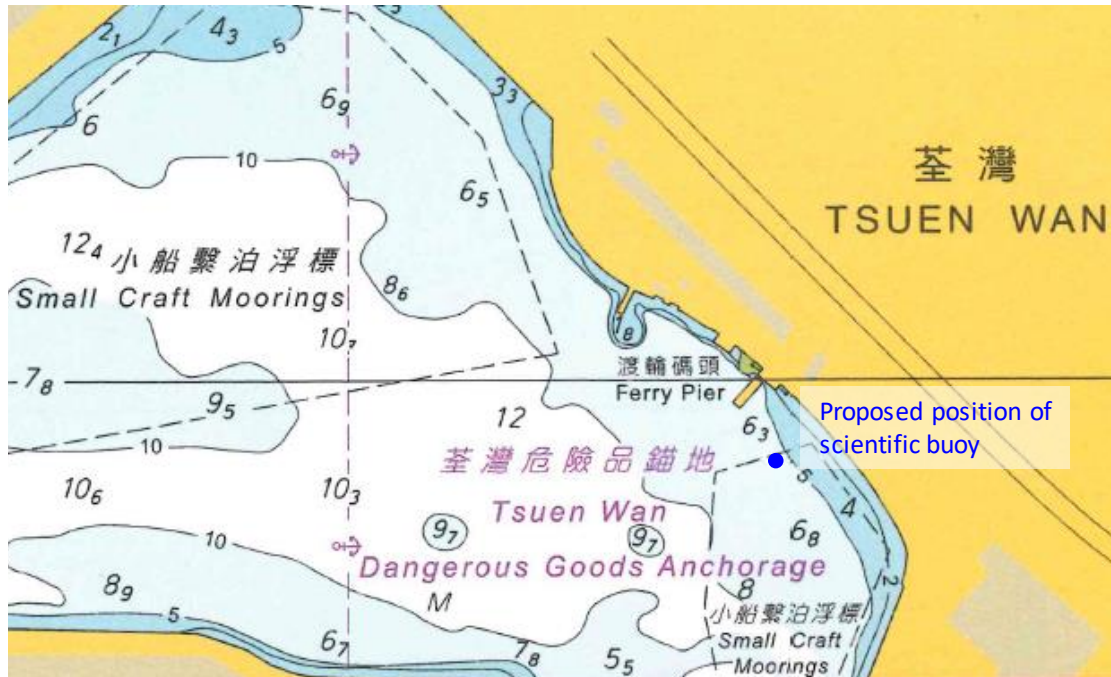 2₁
4₃
5
3₃
6₉
6
10
6₅
荃灣
TSUEN WAN
12₄
小船繫泊浮標
Small Craft Moorings
8₆
10₇
8
渡輪碼頭
Ferry Pier
7₈
9₅
12
6₃
Proposed position of
scientific buoy
10
荃灣危險品錨地
5
10₆
10₃
Tsuen Wan
4
9₇
9₇
6₈
10
Dangerous Goods Anchorage
2
8₉
M
8
5
小船繫泊浮標
6₇
7₈
5₅
Small Craft
Moorings